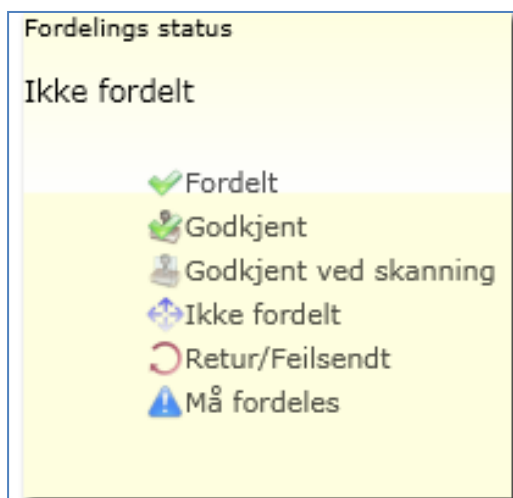 Fordelings status
Ikke fordelt
Fordelt
Godkjent
Godkjent ved skanning
Ikke fordelt
Retur/Feilsendt
Må fordeles